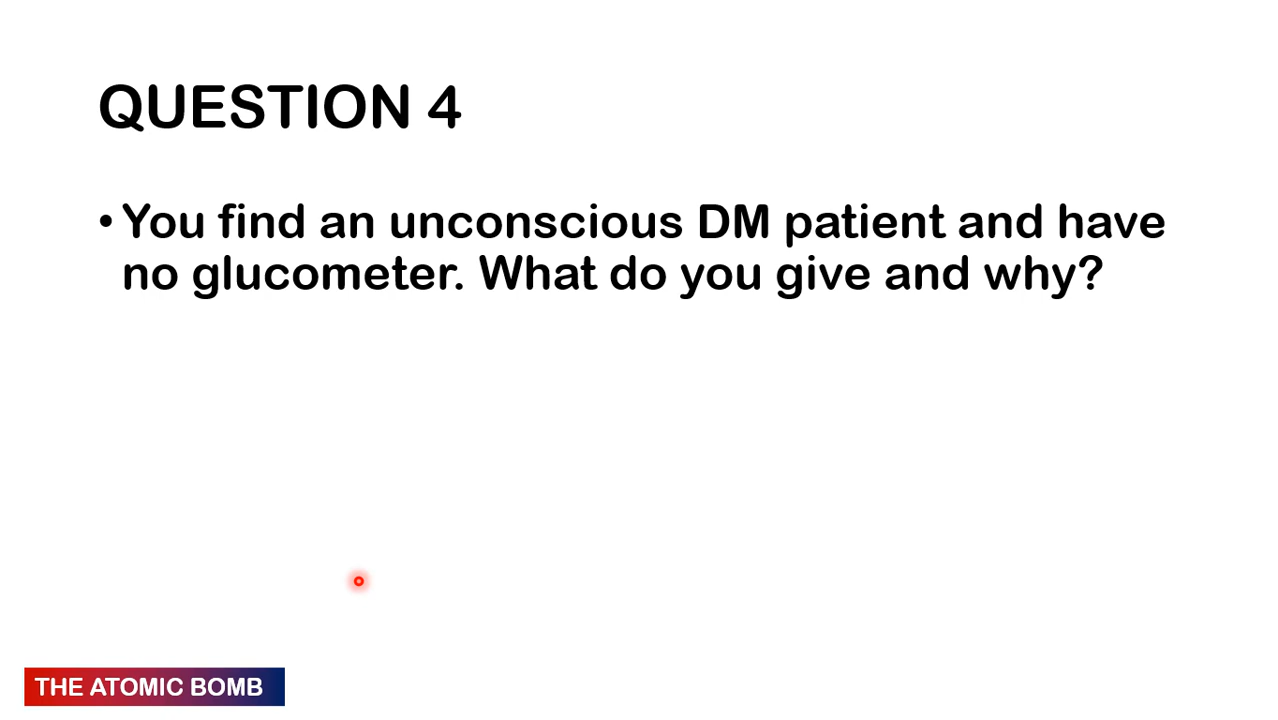 QUESTION 4
• You find an unconscious DM patient and have
no glucometer. What do you give and why?
THE ATOMIC BOMB